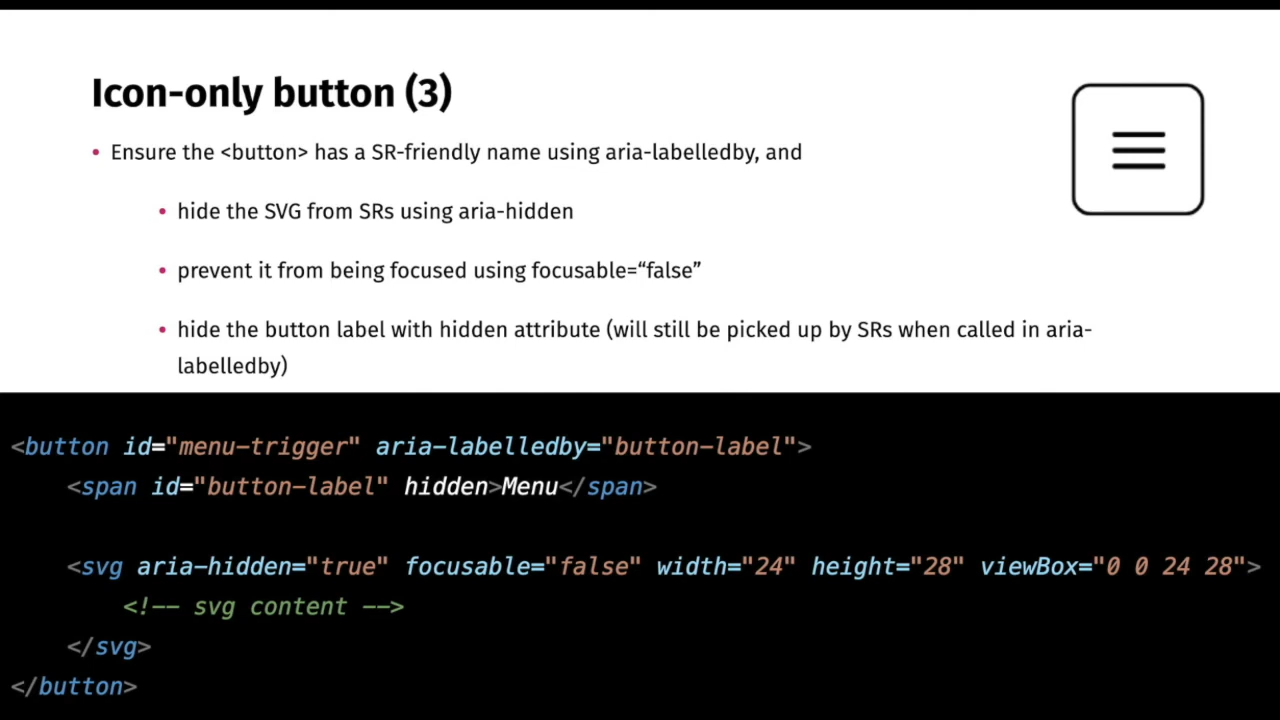 Icon-only button (3)
• Ensure the <button> has a SR-friendly name using aria-labelledby, and
• hide the SVG from SRs using aria-hidden
• prevent it from being focused using focusable=“false”
• hide the button label with hidden attribute (will still be picked up by SRs when called in aria-
labelledby)
<button id="menu-trigger" aria-labelledby="button-label">
    <span id="button-label" hidden>Menu</span>
    <svg aria-hidden="true" focusable="false" width="24" height="28" viewBox="0 0 24 28">
        <!-- svg content -->
    </svg>
</button>